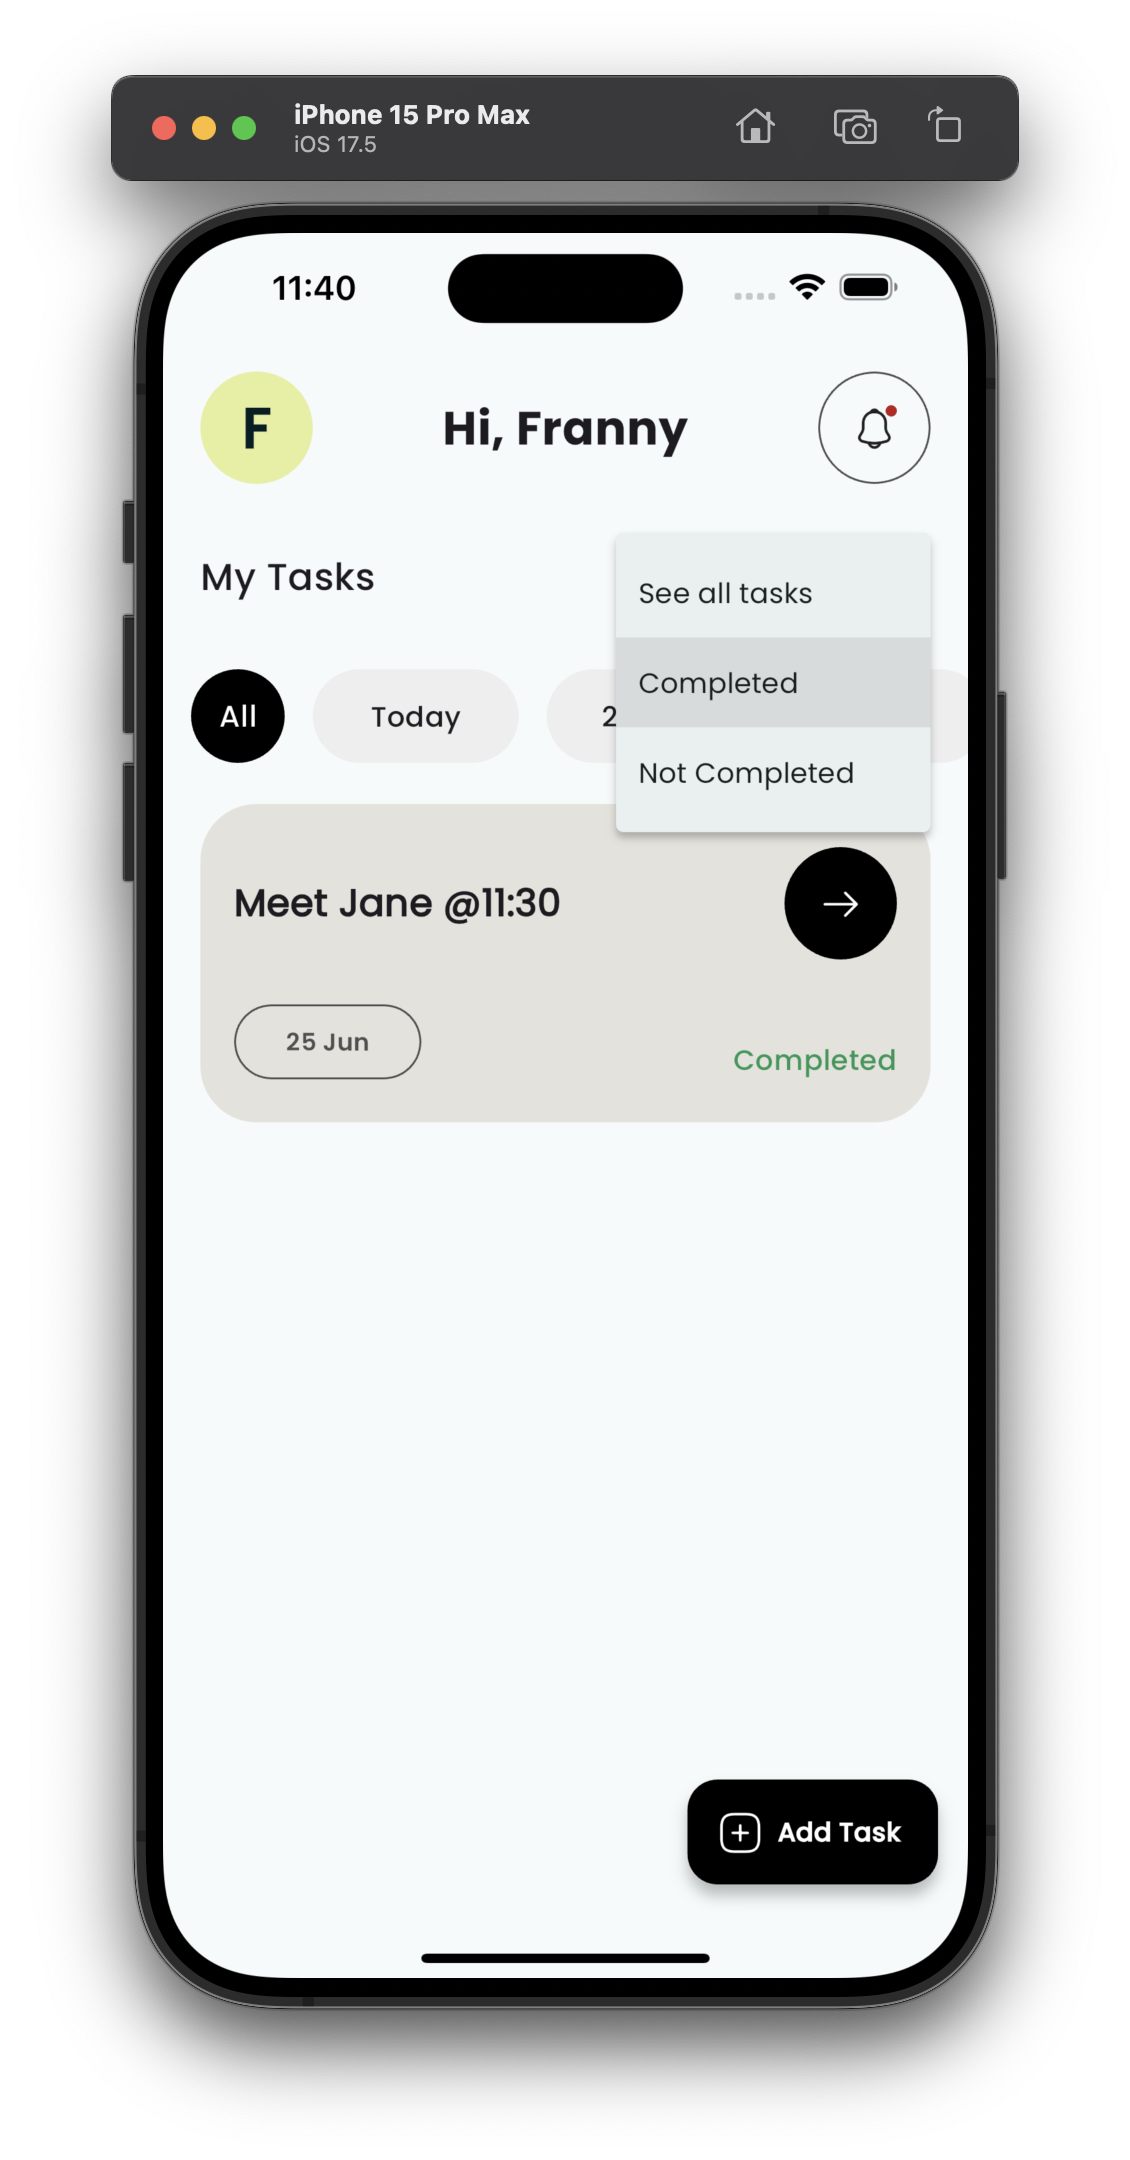 iPhone 15 Pro Max
iOS 17.5
11:40
F
Hi, Franny
My Tasks
See all tasks
Completed
Not Completed
All
Today
2
Meet Jane @11:30
25 Jun
Completed
Add Task